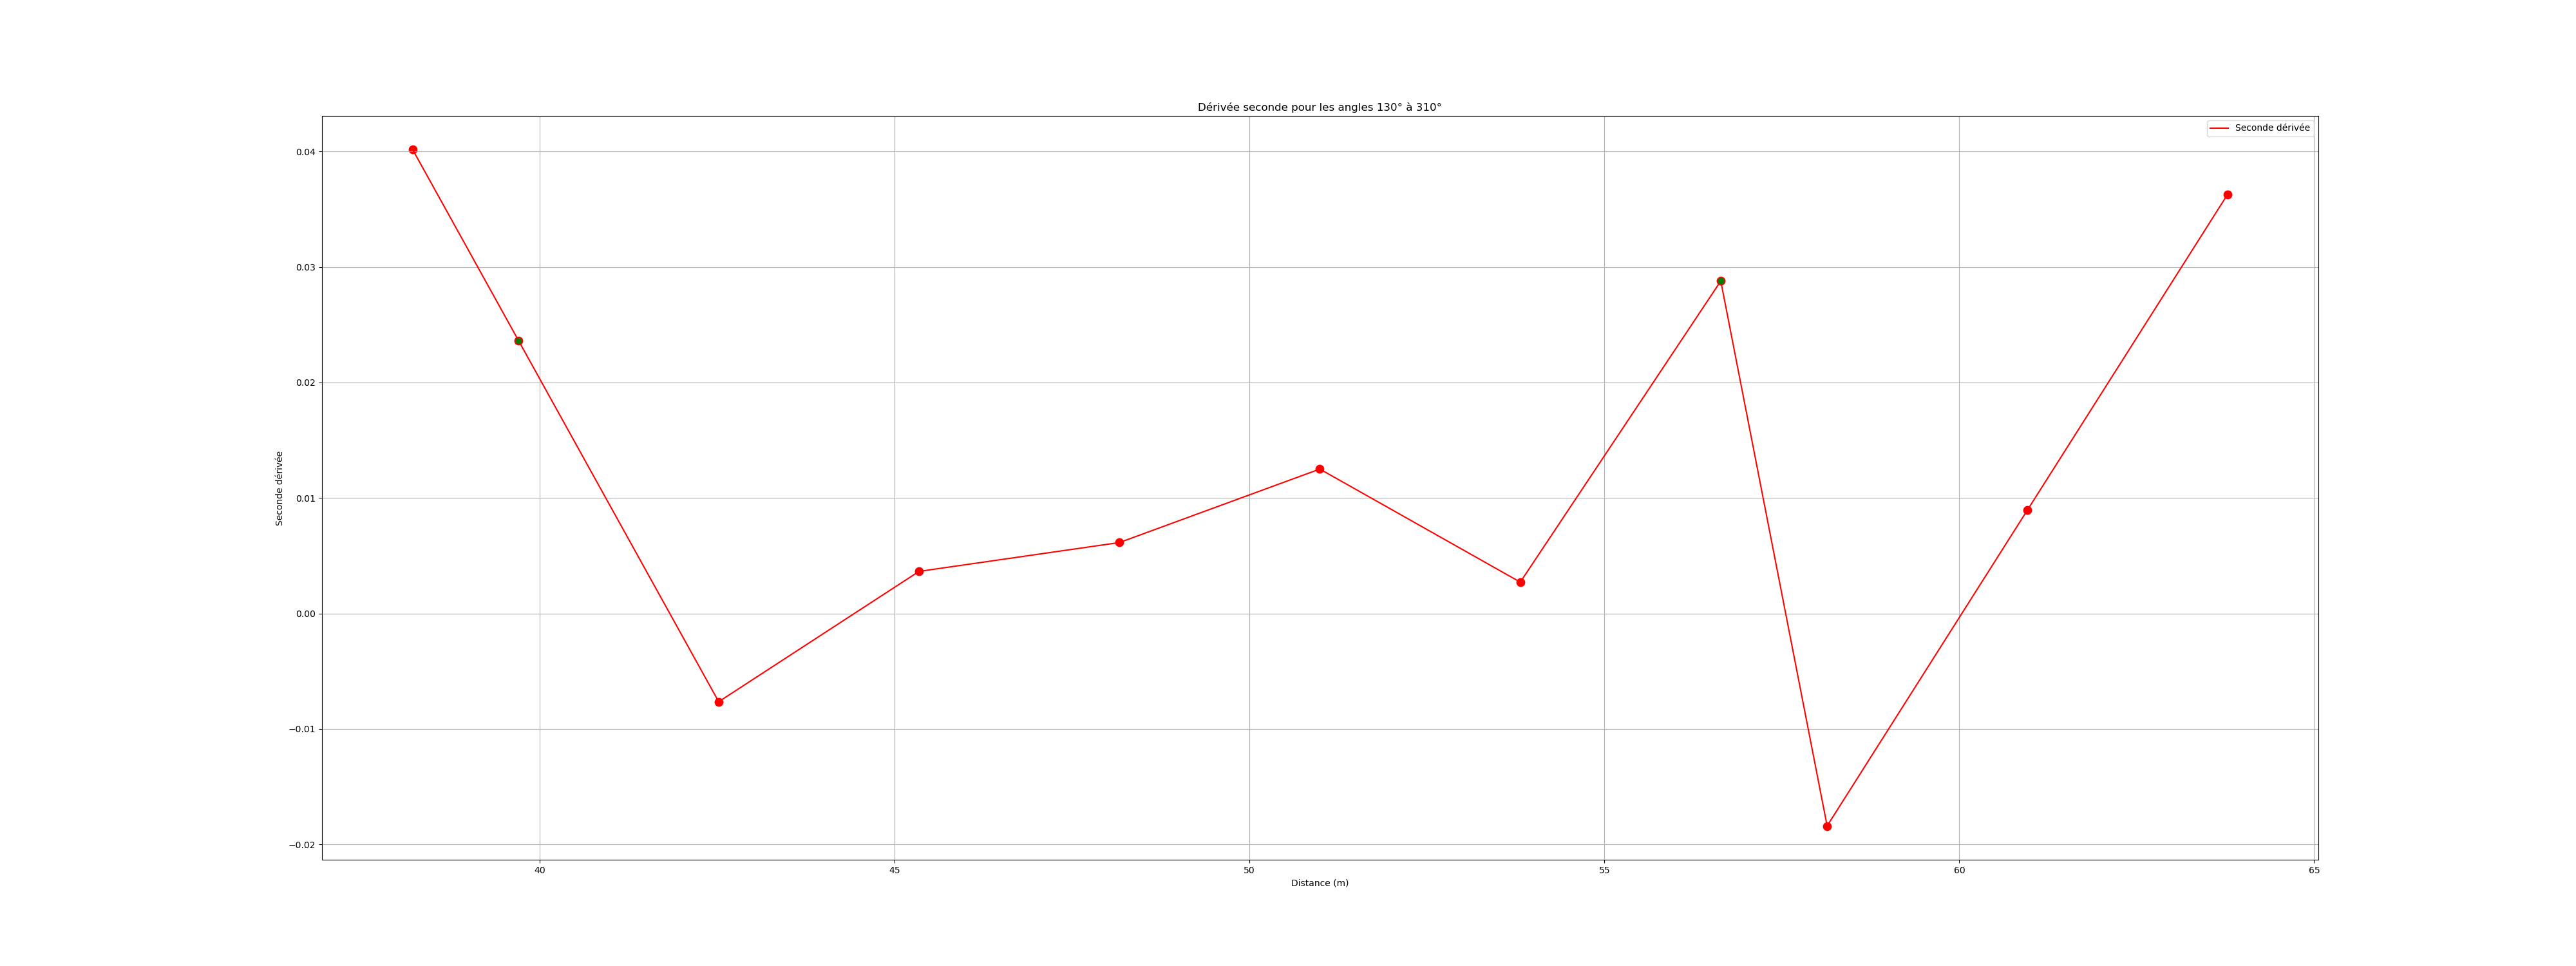 Dérivée seconde pour les angles 130° à 310°
Seconde dérivée
0.04
0.03
0.02
0.01
0.00
−0.01
−0.02
Seconde dérivée
40 45 50 55 60 65
Distance (m)